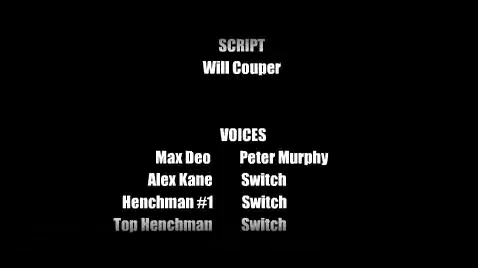 SCRIPT
Will Couper
VOICES
Max Deo Peter Murphy
Alex Kane Switch
Henchman #1 Switch
Top Henchman Switch